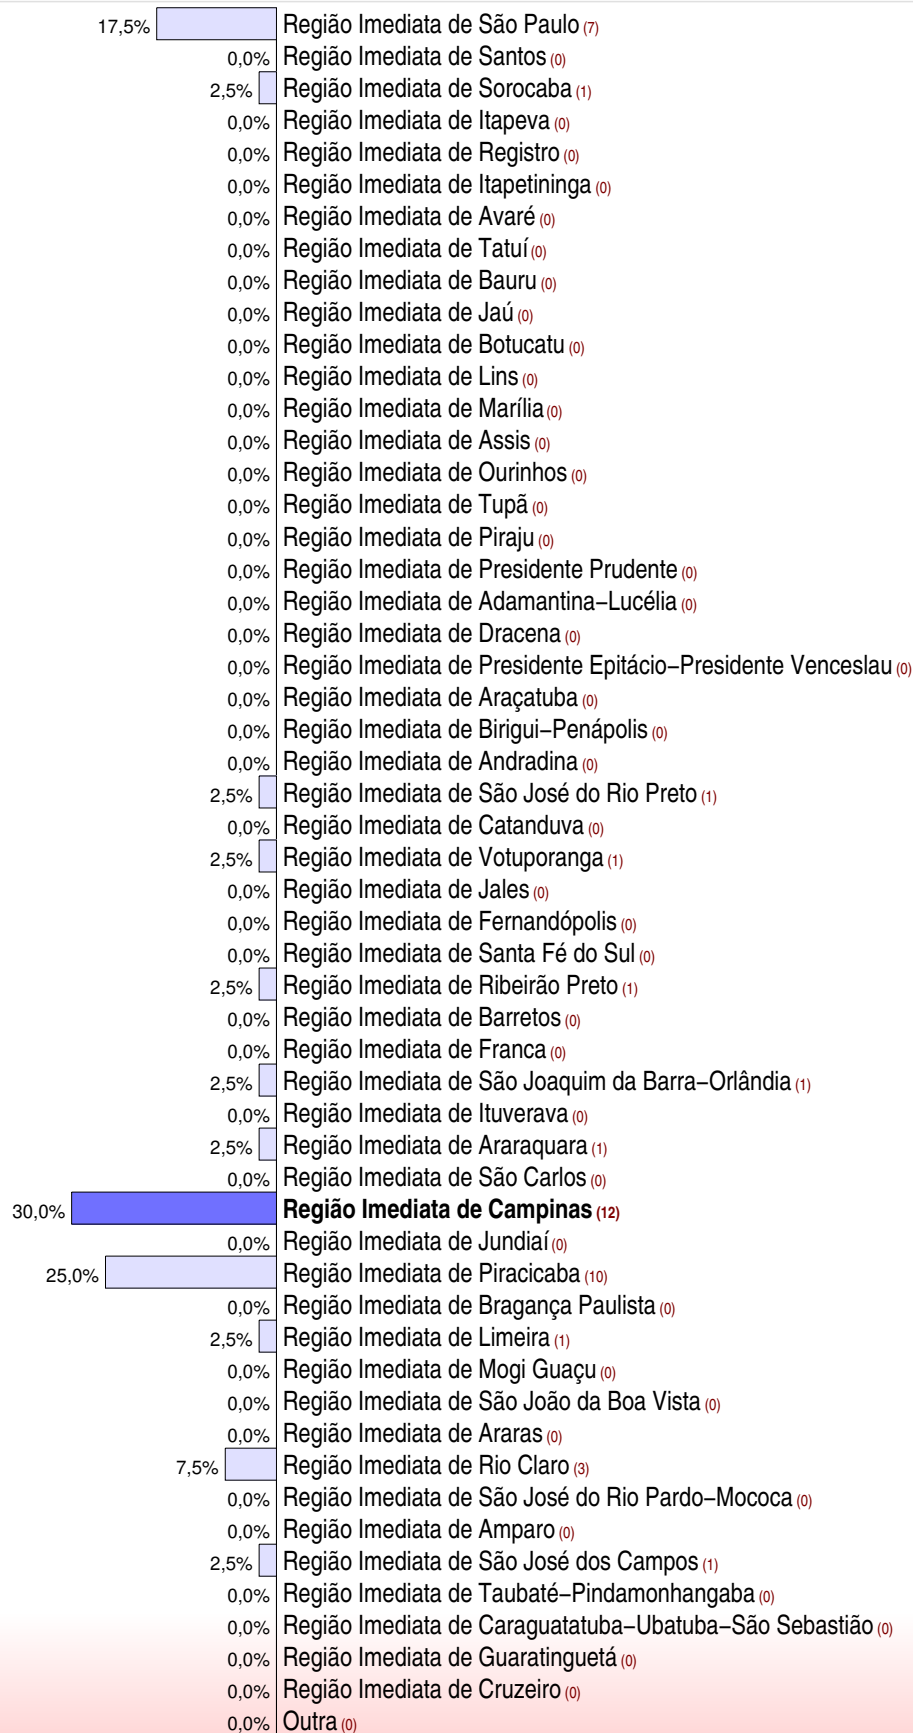 17,5% Região Imediata de São Paulo (7)
0,0% Região Imediata de Santos (0)
2,5% Região Imediata de Sorocaba (1)
0,0% Região Imediata de Itapeva (0)
0,0% Região Imediata de Registro (0)
0,0% Região Imediata de Itapetininga (0)
0,0% Região Imediata de Avaré (0)
0,0% Região Imediata de Tatuí (0)
0,0% Região Imediata de Bauru (0)
0,0% Região Imediata de Jaú (0)
0,0% Região Imediata de Botucatu (0)
0,0% Região Imediata de Lins (0)
0,0% Região Imediata de Marília (0)
0,0% Região Imediata de Assis (0)
0,0% Região Imediata de Ourinhos (0)
0,0% Região Imediata de Tupã (0)
0,0% Região Imediata de Piraju (0)
0,0% Região Imediata de Presidente Prudente (0)
0,0% Região Imediata de Adamantina–Lucélia (0)
0,0% Região Imediata de Dracena (0)
0,0% Região Imediata de Presidente Epitácio–Presidente Venceslau (0)
0,0% Região Imediata de Araçatuba (0)
0,0% Região Imediata de Birigui–Penápolis (0)
0,0% Região Imediata de Andradina (0)
2,5% Região Imediata de São José do Rio Preto (1)
0,0% Região Imediata de Catanduva (0)
2,5% Região Imediata de Votuporanga (1)
0,0% Região Imediata de Jales (0)
0,0% Região Imediata de Fernandópolis (0)
0,0% Região Imediata de Santa Fé do Sul (0)
2,5% Região Imediata de Ribeirão Preto (1)
0,0% Região Imediata de Barretos (0)
0,0% Região Imediata de Franca (0)
2,5% Região Imediata de São Joaquim da Barra–Orlândia (1)
0,0% Região Imediata de Ituverava (0)
2,5% Região Imediata de Araraquara (1)
0,0% Região Imediata de São Carlos (0)
30,0% Região Imediata de Campinas (12)
0,0% Região Imediata de Jundiaí (0)
25,0% Região Imediata de Piracicaba (10)
0,0% Região Imediata de Bragança Paulista (0)
2,5% Região Imediata de Limeira (1)
0,0% Região Imediata de Mogi Guaçu (0)
0,0% Região Imediata de São João da Boa Vista (0)
0,0% Região Imediata de Araras (0)
7,5% Região Imediata de Rio Claro (3)
0,0% Região Imediata de São José do Rio Pardo–Mococa (0)
0,0% Região Imediata de Amparo (0)
2,5% Região Imediata de São José dos Campos (1)
0,0% Região Imediata de Taubaté–Pindamonhangaba (0)
0,0% Região Imediata de Caraguatatuba–Ubatuba–São Sebastião (0)
0,0% Região Imediata de Guaratinguetá (0)
0,0% Região Imediata de Cruzeiro (0)
0,0% Outra (0)